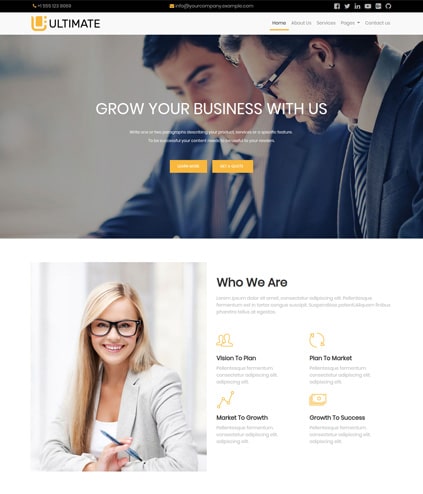 +1 555 123 8069
info@yourcompany.example.com
ULTIMATE
Home About Us Services Pages Contact us
GROW YOUR BUSINESS WITH US
Write one or two paragraphs describing your product, services or a specific feature.
To be successful your content needs to be useful to your readers.
LEARN MORE
GET A QUOTE
Who We Are
Lorem ipsum dolor sit amet, consectetur adipiscing elit. Pellentesque
fermentum ante et tortor congue suscipit. Suspendisse potenti. Aliquam finibus
pharetra tellus at egestas.
Vision To Plan
Pellentesque fermentum,
consectetur adipiscing elit.
adipiscing elit.
Plan To Market
Pellentesque fermentum,
consectetur adipiscing elit.
adipiscing elit.
Market To Growth
Pellentesque fermentum,
consectetur adipiscing elit.
adipiscing elit.
Growth To Success
Pellentesque fermentum,
consectetur adipiscing elit.
adipiscing elit.